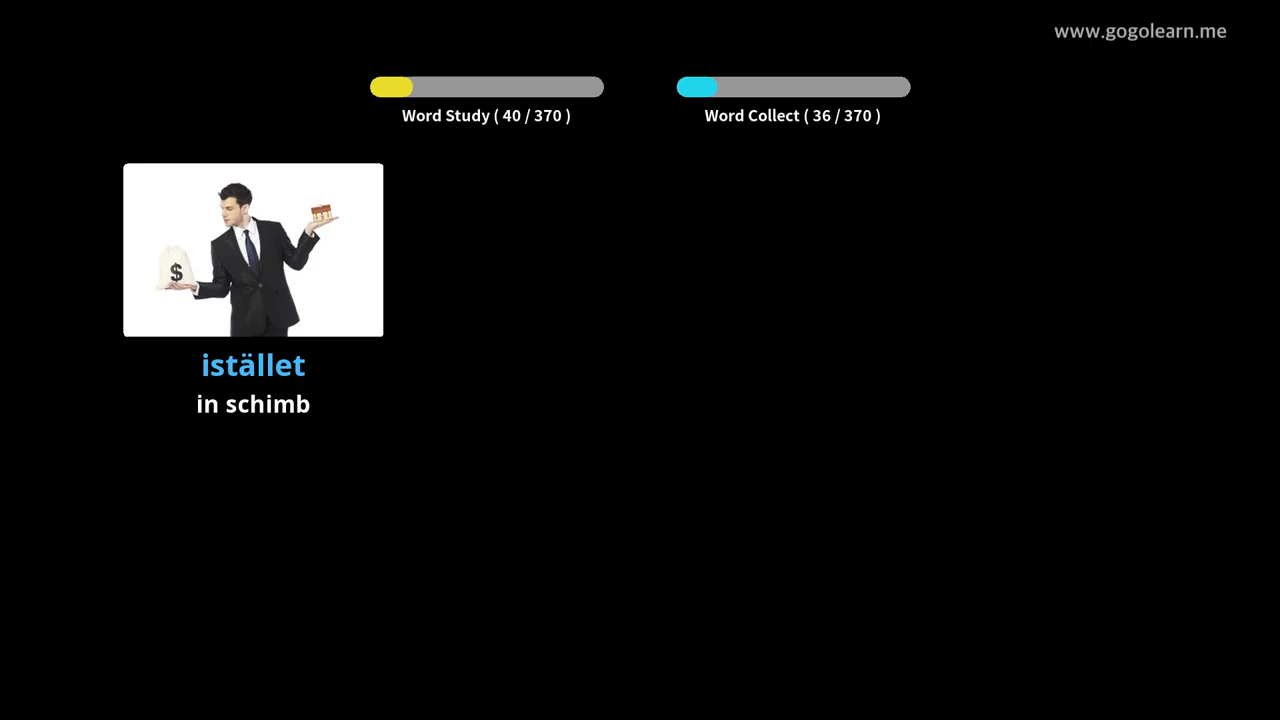 www.gogolearn.me
Word Study ( 40 / 370 )
Word Collect ( 36 / 370 )
$
istället
in schimb